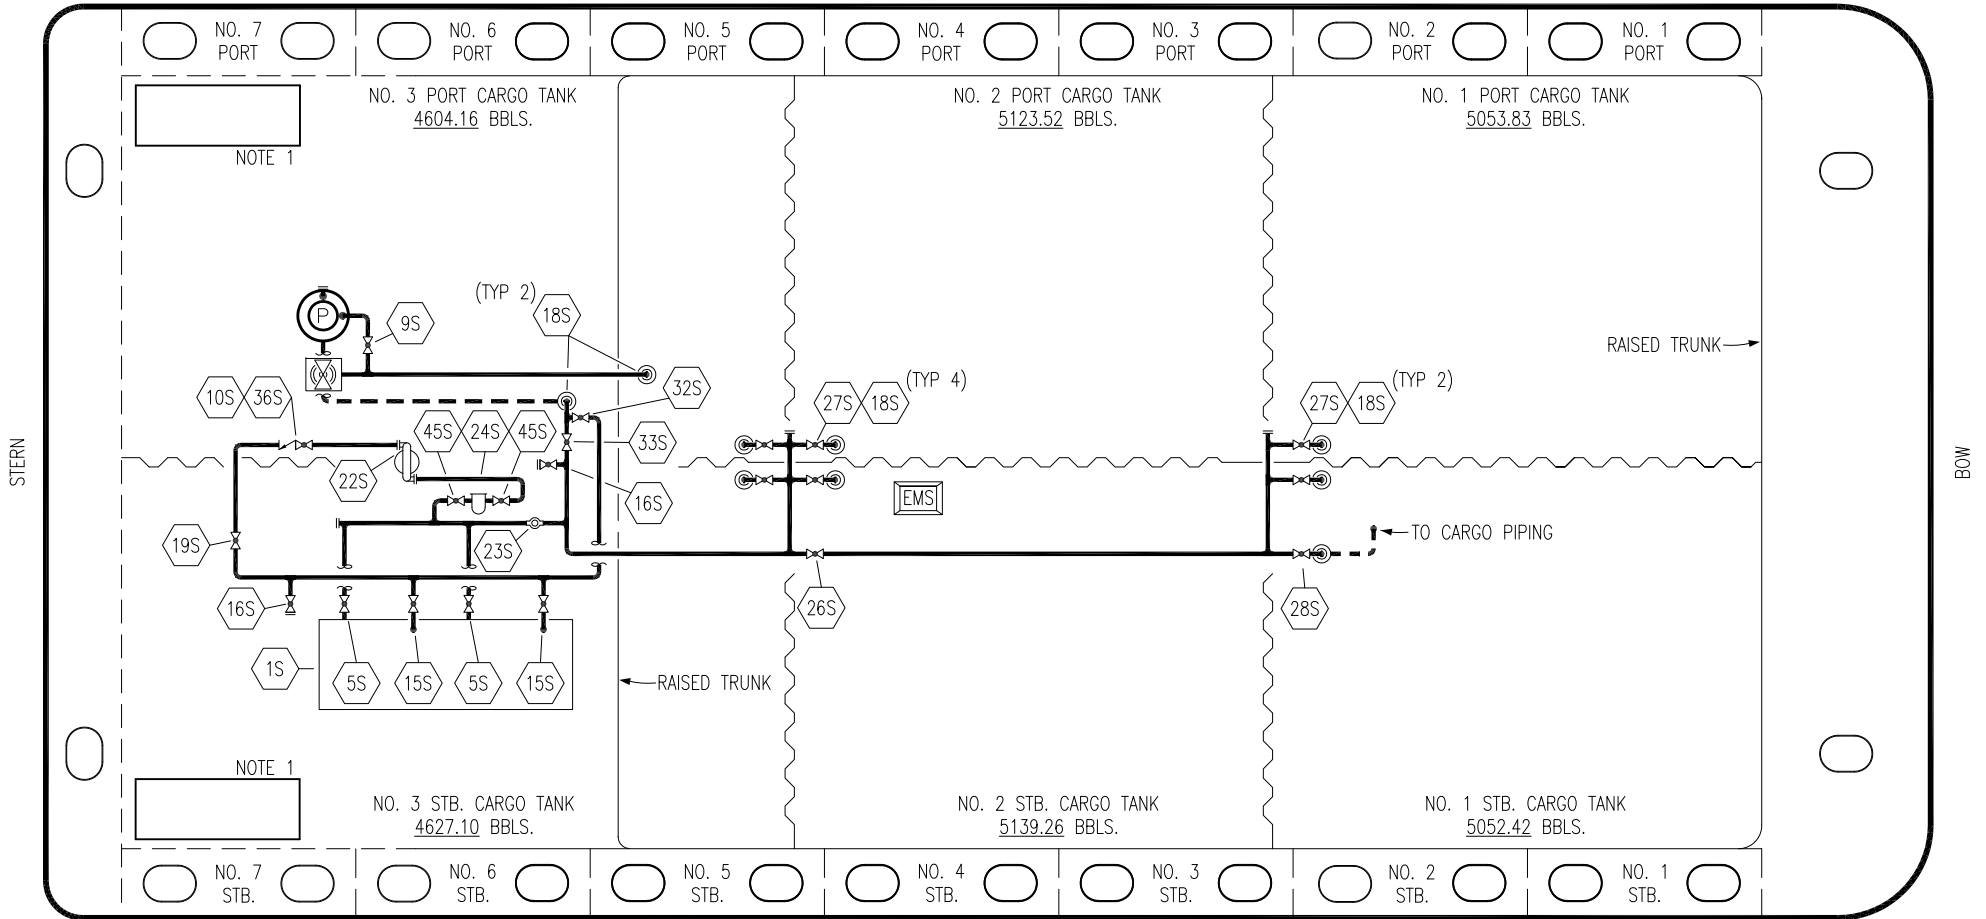 NO. 7
PORT
NO. 6
PORT
NO. 5
PORT
NO. 4
PORT
NO. 3
PORT
NO. 2
PORT
NO. 1
PORT
NO. 3 PORT CARGO TANK
4604.16 BBLS.
NO. 2 PORT CARGO TANK
5123.52 BBLS.
NO. 1 PORT CARGO TANK
5053.83 BBLS.
NOTE 1
(TYP 2)
P
9S
18S
RAISED TRUNK
32S
(TYP 4)
(TYP 2)
10S
36S
27S
18S
27S
18S
45S
24S
45S
33S
STERN
BOW
22S
16S
EMS
TO CARGO PIPING
19S
23S
16S
26S
28S
1S
5S
15S
5S
15S
RAISED TRUNK
NOTE 1
NO. 3 STB. CARGO TANK
4627.10 BBLS.
NO. 2 STB. CARGO TANK
5139.26 BBLS.
NO. 1 STB. CARGO TANK
5052.42 BBLS.
NO. 7
STB.
NO. 6
STB.
NO. 5
STB.
NO. 4
STB.
NO. 3
STB.
NO. 2
STB.
NO. 1
STB.